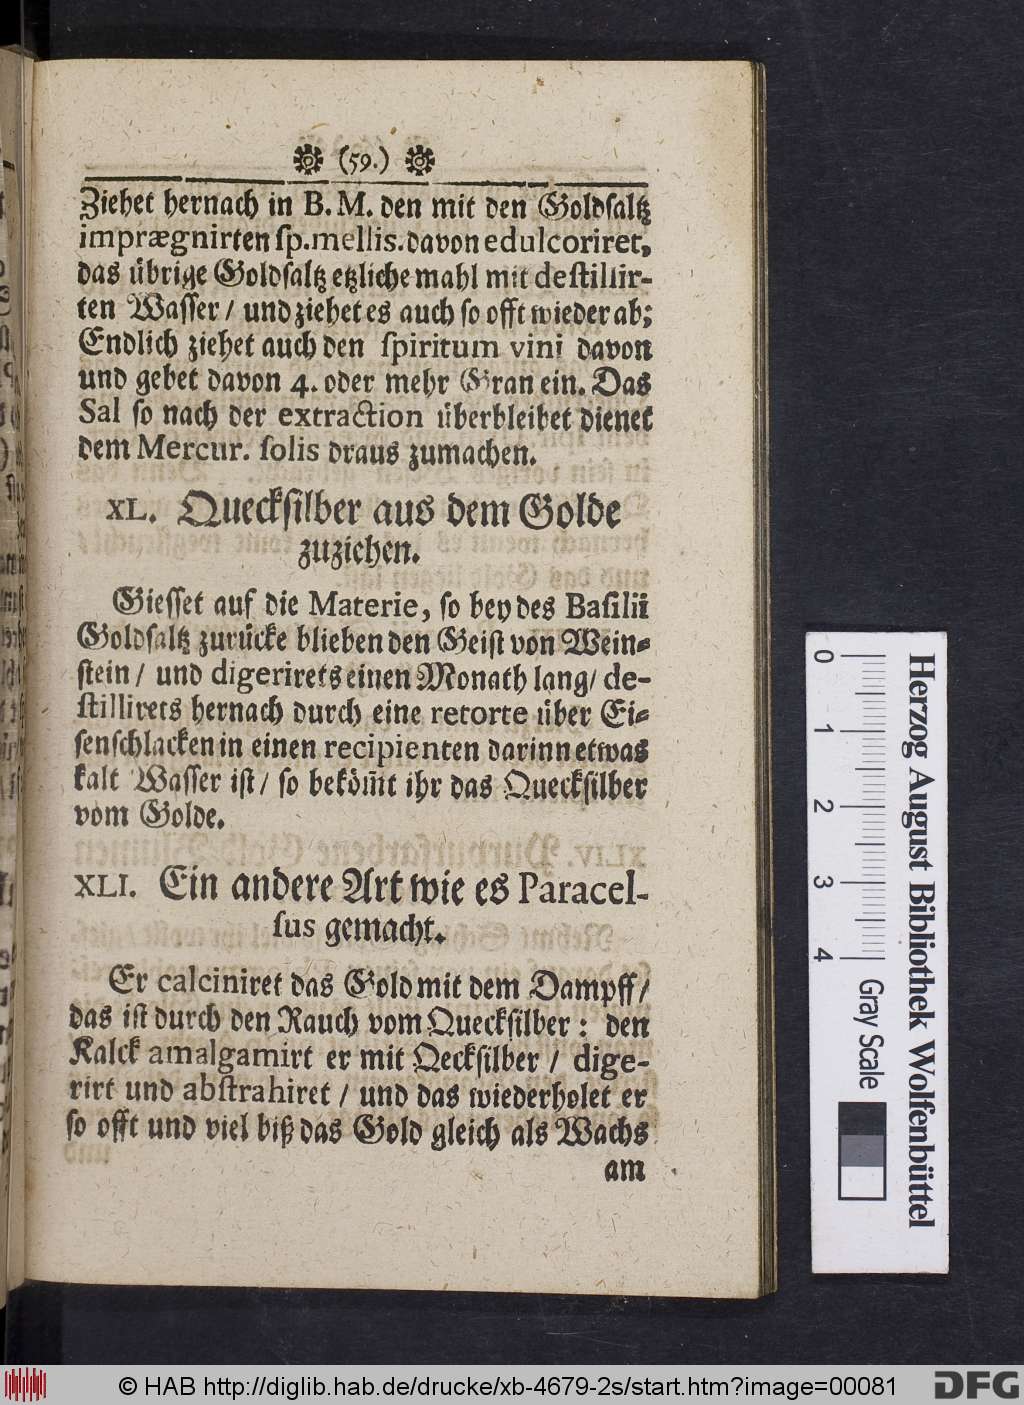 (59.)
Ziehet hernach in B. M. den mit den Goldsaltz
imprægnirten sp. mellis. davon edulcoriret,
das übrige Goldsaltz etzliche mahl mit destillir-
ten Wasser / und ziehet es auch so offt wieder ab;
Endlich ziehet auch den spiritum vini davon
und gebet davon 4. oder mehr Gran ein. Das
Sal so nach der extraction überbleibet dienet
dem Mercur. solis draus zumachen.
XL. Quecksilber aus dem Golde
zuziehen.
Giesset auf die Materie, so bey des Basilii
Goldsaltz zurücke blieben den Geist von Wein-
stein / und digerirets einen Monath lang / de-
stillirets hernach durch eine retorte über Ei-
senschlacken in einen recipienten darinn etwas
kalt Wasser ist / so beköm̄t ihr das Quecksilber
vom Golde.
XLI. Ein andere Art wie es Paracel-
sus gemacht.
Er calciniret das Gold mit dem Dampff /
das ist durch den Rauch vom Quecksilber: den
Kalck amalgamirt er mit Qecksilber / dige-
rirt und abstrahiret / und das wiederholet er
so offt und viel biß das Gold gleich als Wachs
am
Herzog August Bibliothek Wolfenbüttel
0 1 2 3 4
Gray Scale
© HAB http://diglib.hab.de/drucke/xb-4679-2s/start.htm?image=00081
DFG